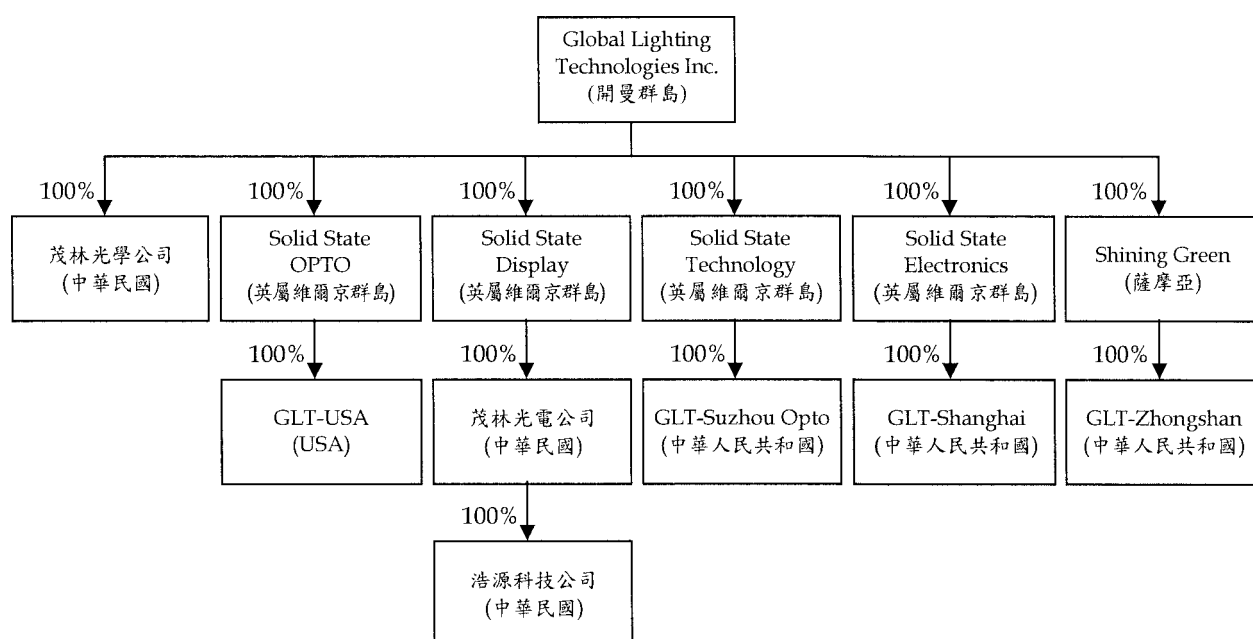 Global Lighting
Technologies Inc.
(開曼群島)
100%
100%
100%
100%
100%
100%
茂林光學公司
(中華民國)
Solid State
OPTO
(英屬維爾京群島)
Solid State
Display
(英屬維爾京群島)
Solid State
Technology
(英屬維爾京群島)
Solid State
Electronics
(英屬維爾京群島)
Shining Green
(薩摩亞)
100%
100%
100%
100%
100%
GLT-USA
(USA)
茂林光電公司
(中華民國)
GLT-Suzhou Opto
(中華人民共和國)
GLT-Shanghai
(中華人民共和國)
GLT-Zhongshan
(中華人民共和國)
100%
浩源科技公司
(中華民國)